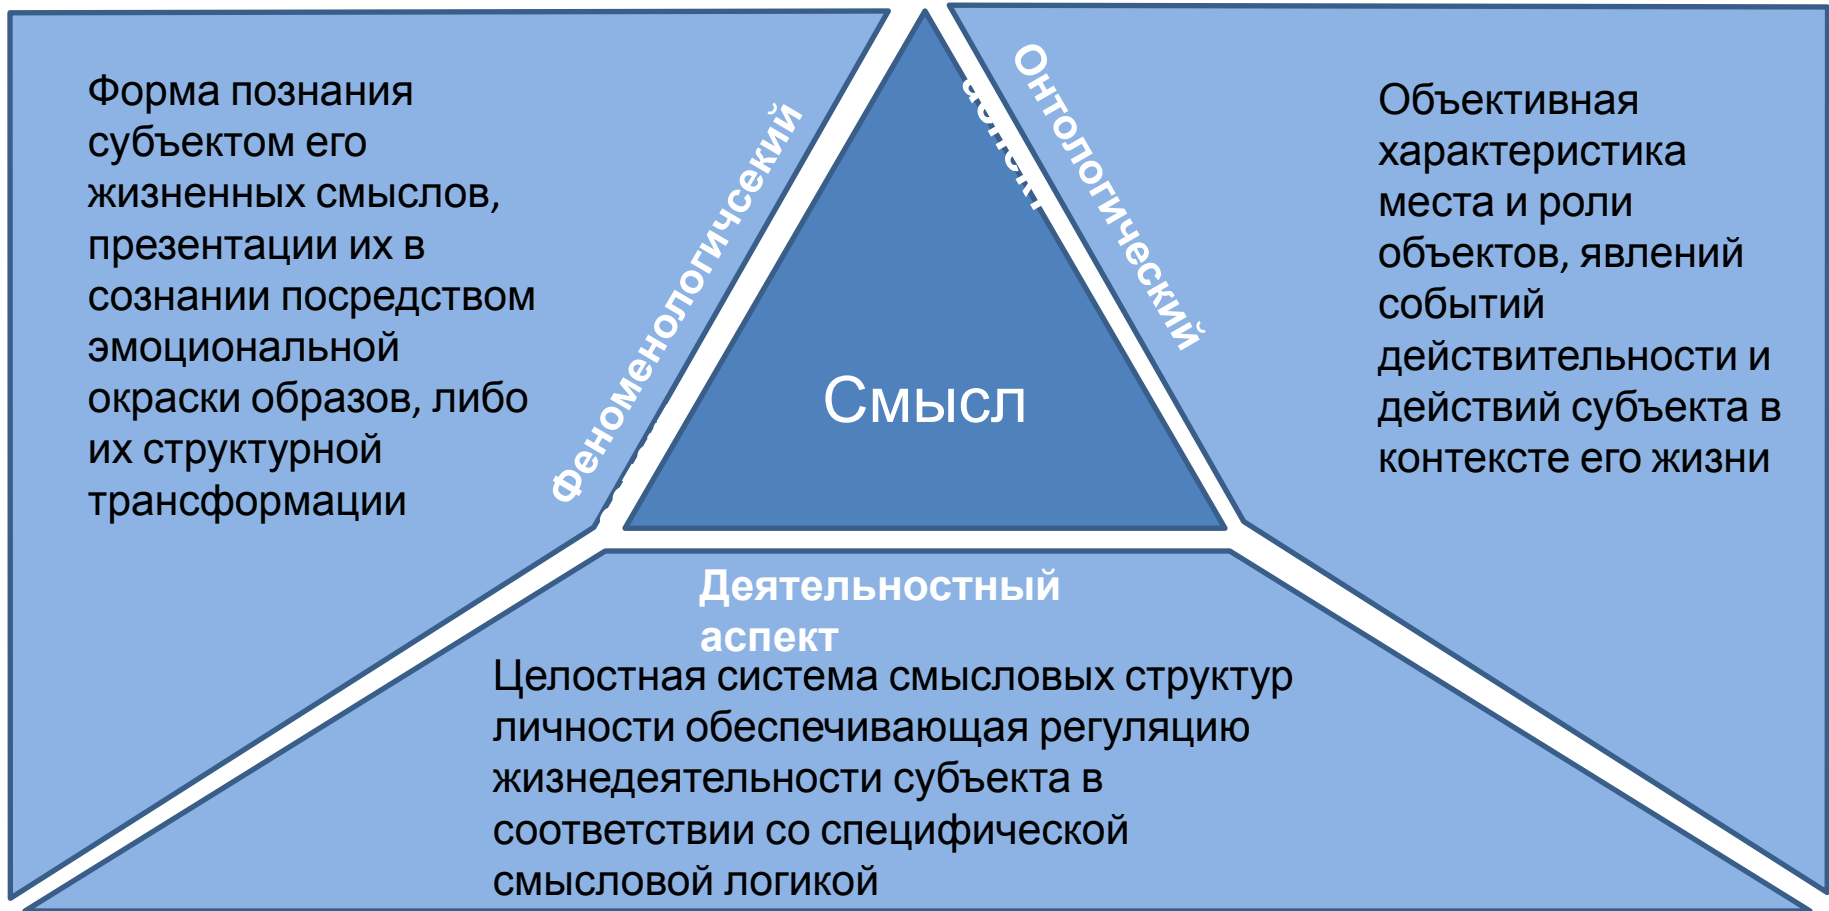 Форма познания
субъектом его
жизненных смыслов,
презентации их в
сознании посредством
эмоциональной
окраски образов, либо
их структурной
трансформации
Феноменологичсекий
Смысл
Онтологический
аспект
Объективная
характеристика
места и роли
объектов, явлений
событий
действительности и
действий субъекта в
контексте его жизни
Деятельностный
аспект
Целостная система смысловых структур
личности обеспечивающая регуляцию
жизнедеятельности субъекта в
соответствии со специфической
смысловой логикой